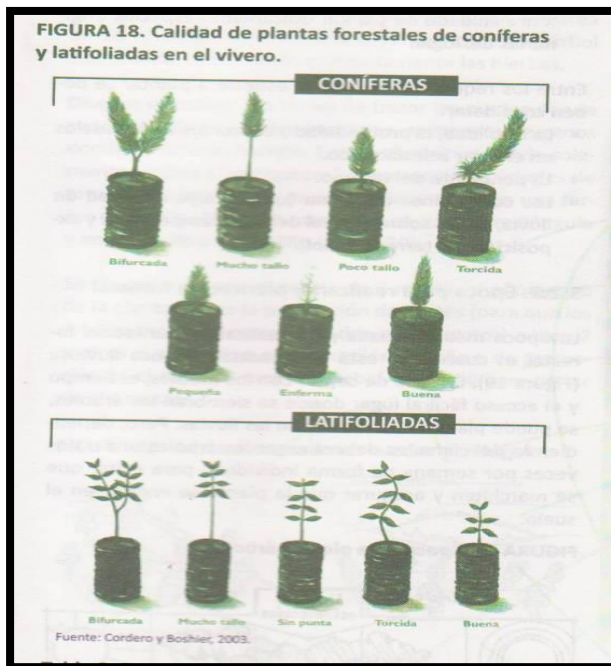 FIGURA 18. Calidad de plantas forestales de coníferas
y latifoliadas en el vivero.
CONÍFERAS
Bifurcada Mucho tallo Poco tallo Torcida
Pequeña Enferma Buena
LATIFOLIADAS
Bifurcada Mucho tallo Sin punta Torcida Buena
Fuente: Cordero y Boshier, 2003.